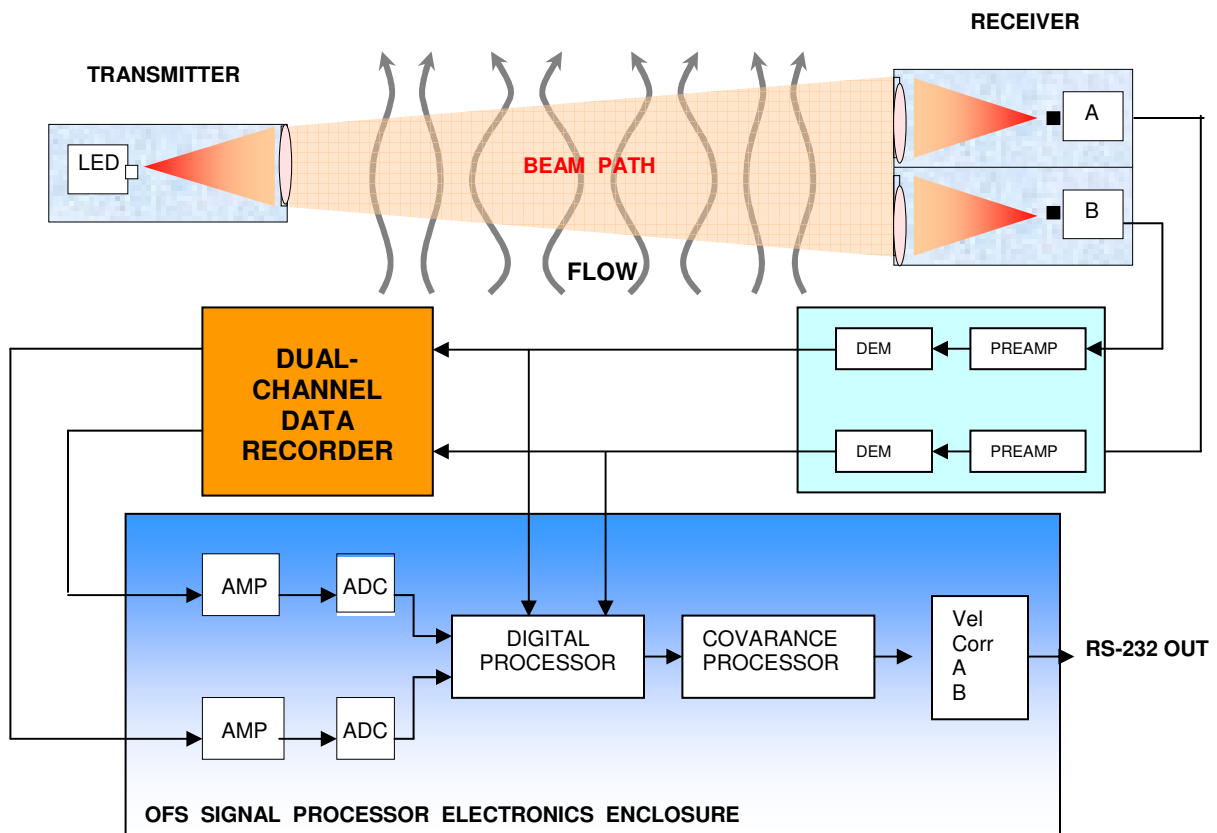 RECEIVER
TRANSMITTER
LED
BEAM PATH
A
B
FLOW
DUAL-
CHANNEL
DATA
RECORDER
DEM
PREAMP
DEM
PREAMP
AMP
ADC
DIGITAL
PROCESSOR
COVARANCE
PROCESSOR
Vel
Corr
A
B
RS-232 OUT
AMP
ADC
OFS SIGNAL PROCESSOR ELECTRONICS ENCLOSURE